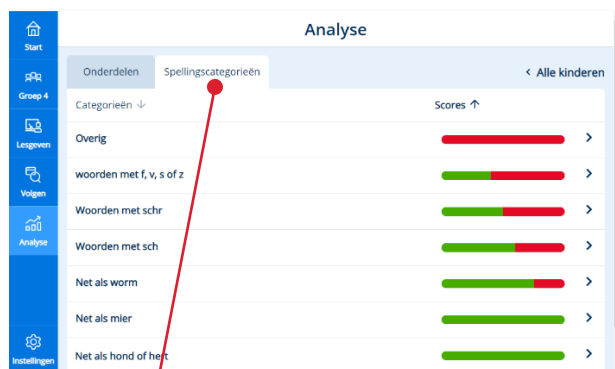 Analyse
Start
Groep 4
Lesgeven
Volgen
Analyse
Instellingen
Onderdelen Spellingscategorieën < Alle kinderen
Categorieën ↓ Scores ↑
Overig
woorden met f, v, s of z
Woorden met schr
Woorden met sch
Net als worm
Net als mier
Net als hond of hert